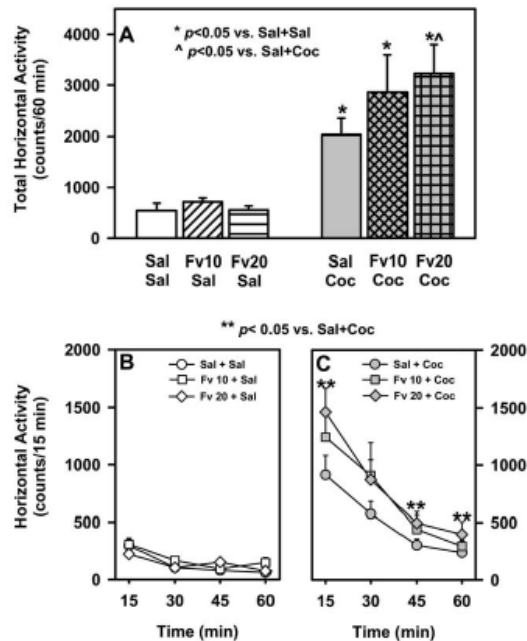 A
* p<0.05 vs. Sal+Sal
^ p<0.05 vs. Sal+Coc
Total Horizontal Activity
(counts/60 min)
4000
3000
2000
1000
0
*
*
*^
Sal Fv10 Fv20 Sal Fv10 Fv20
Sal Sal Sal Coc Coc Coc
** p< 0.05 vs. Sal+Coc
Horizontal Activity
(counts/15 min)
2000
1500
1000
500
0
B
Sal + Sal
Fv 10 + Sal
Fv 20 + Sal
15 30 45 60
Time (min)
C
Sal + Coc
Fv 10 + Coc
Fv 20 + Coc
**
**
**
2000
1500
1000
500
0
15 30 45 60
Time (min)